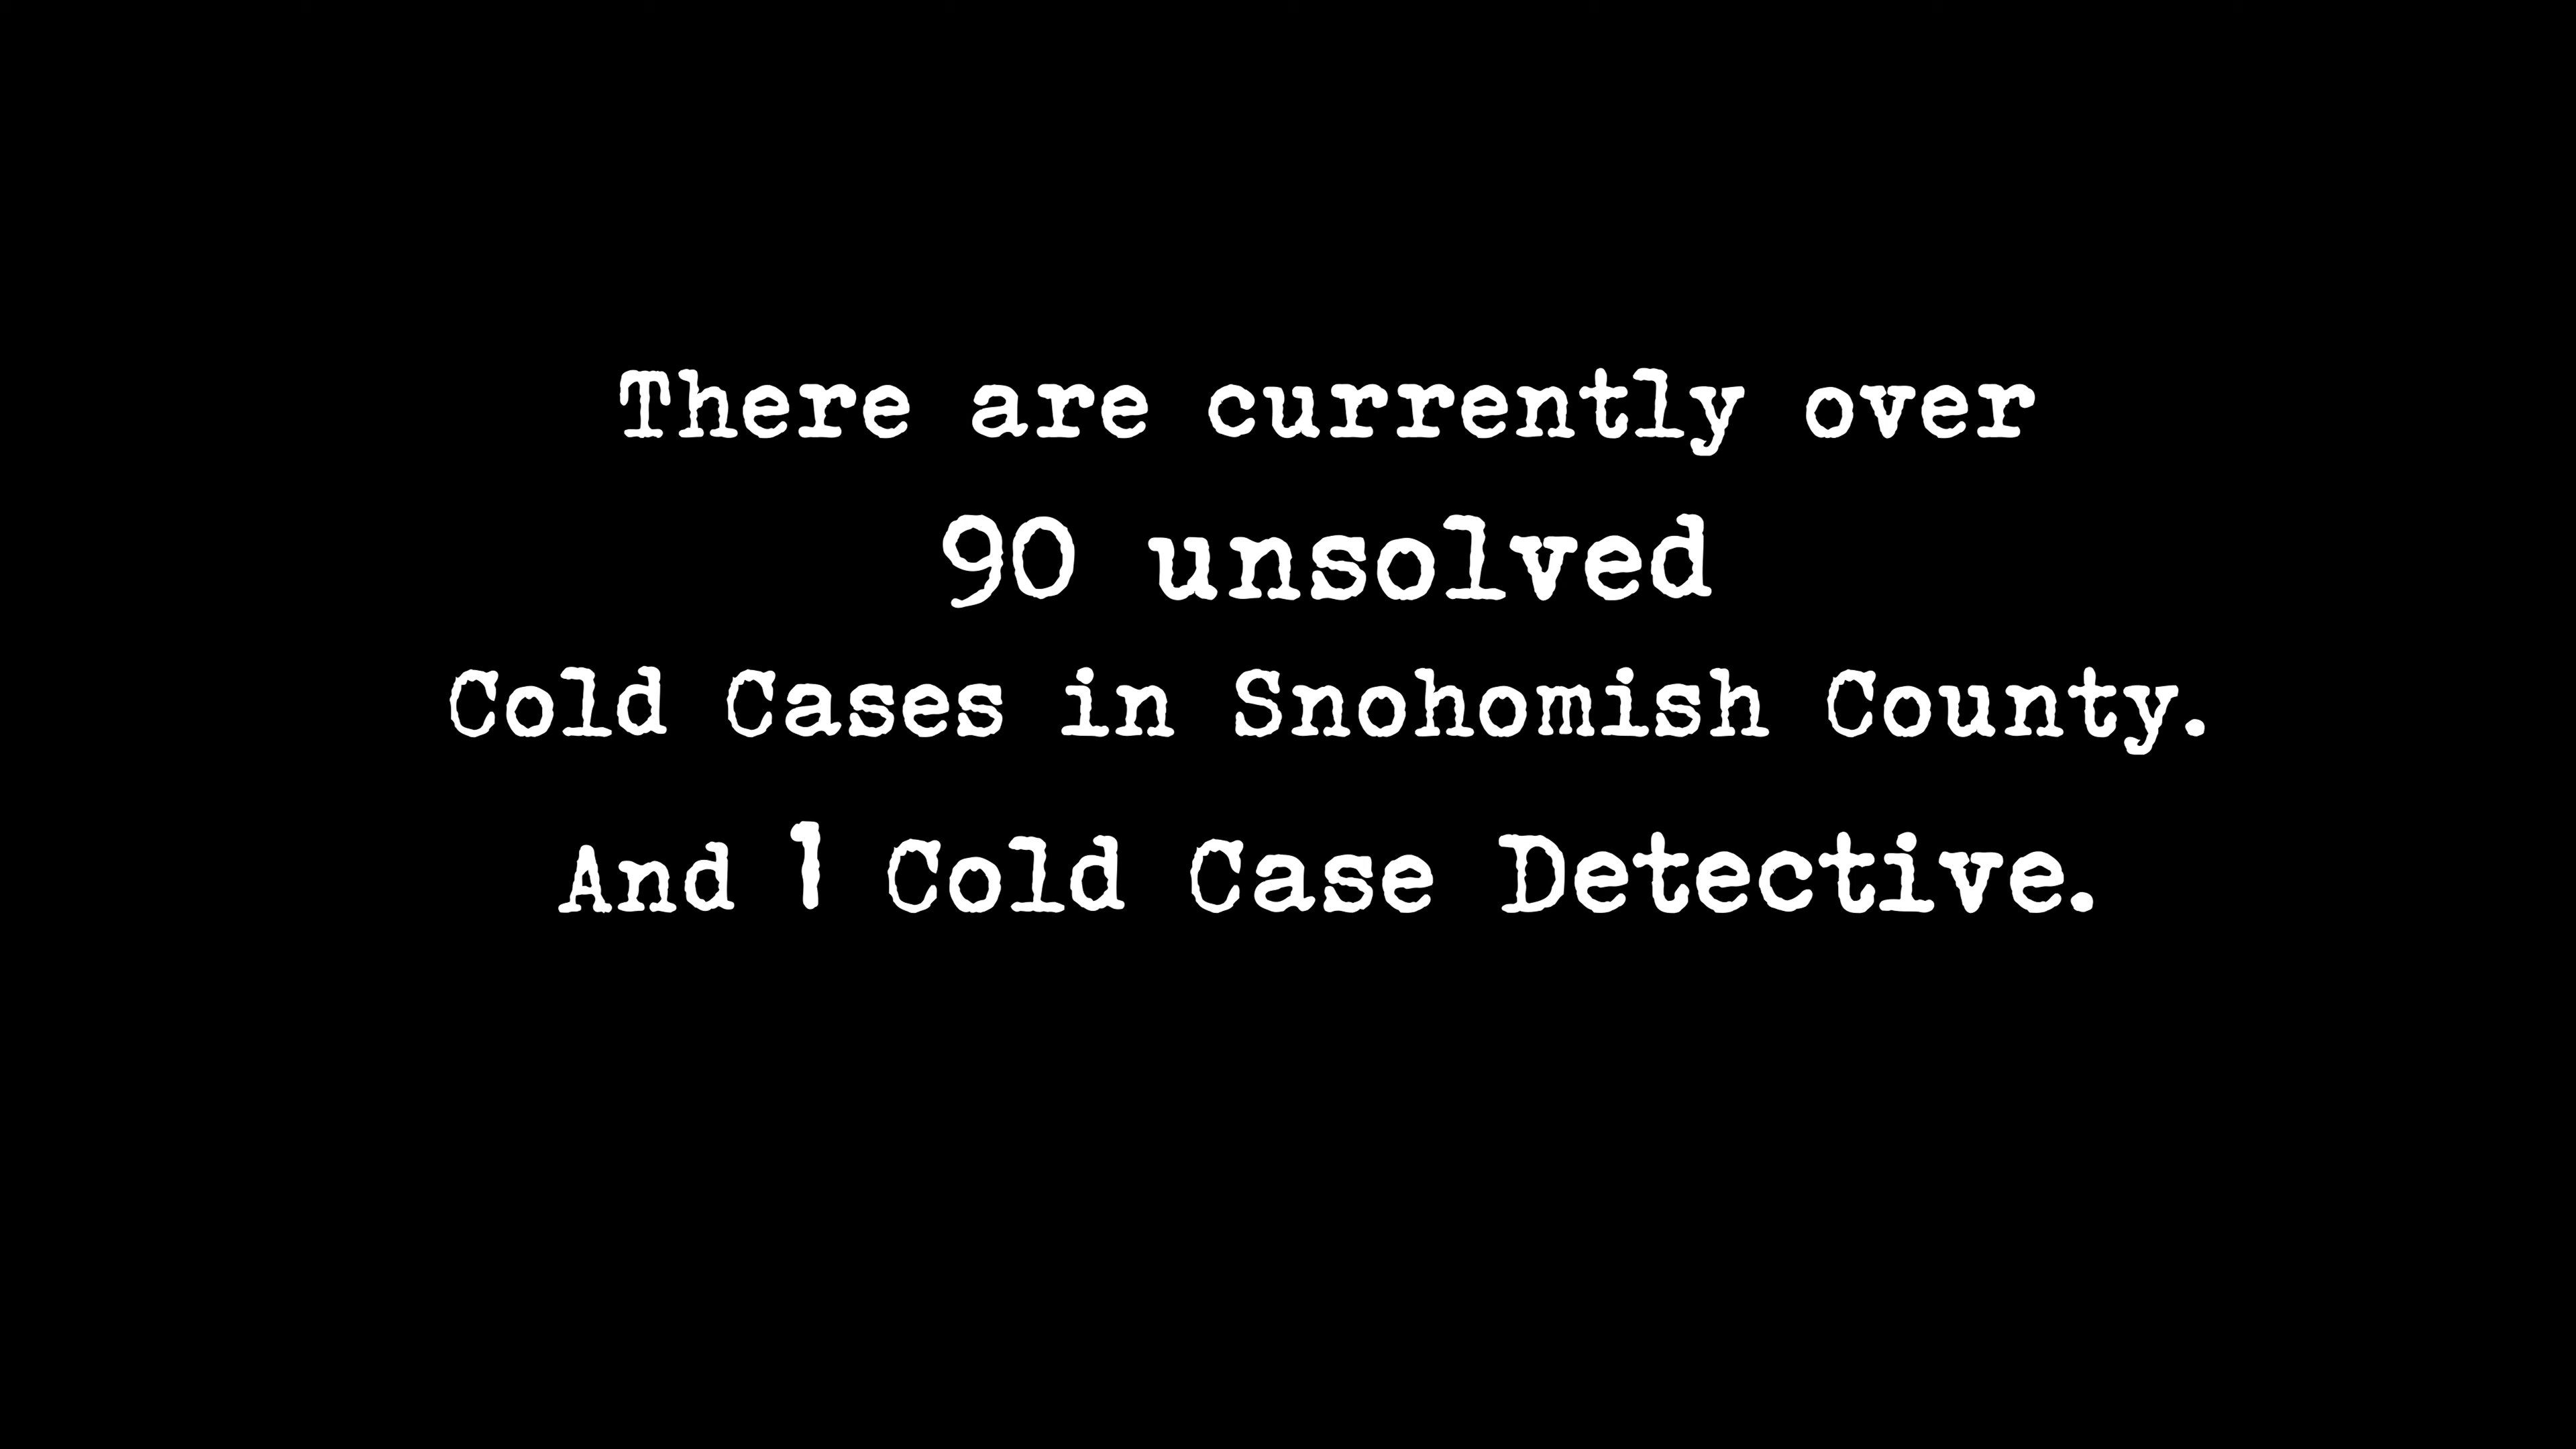 There are currently over
90 unsolved
Cold Cases in Snohomish County.
And 1 Cold Case Detective.